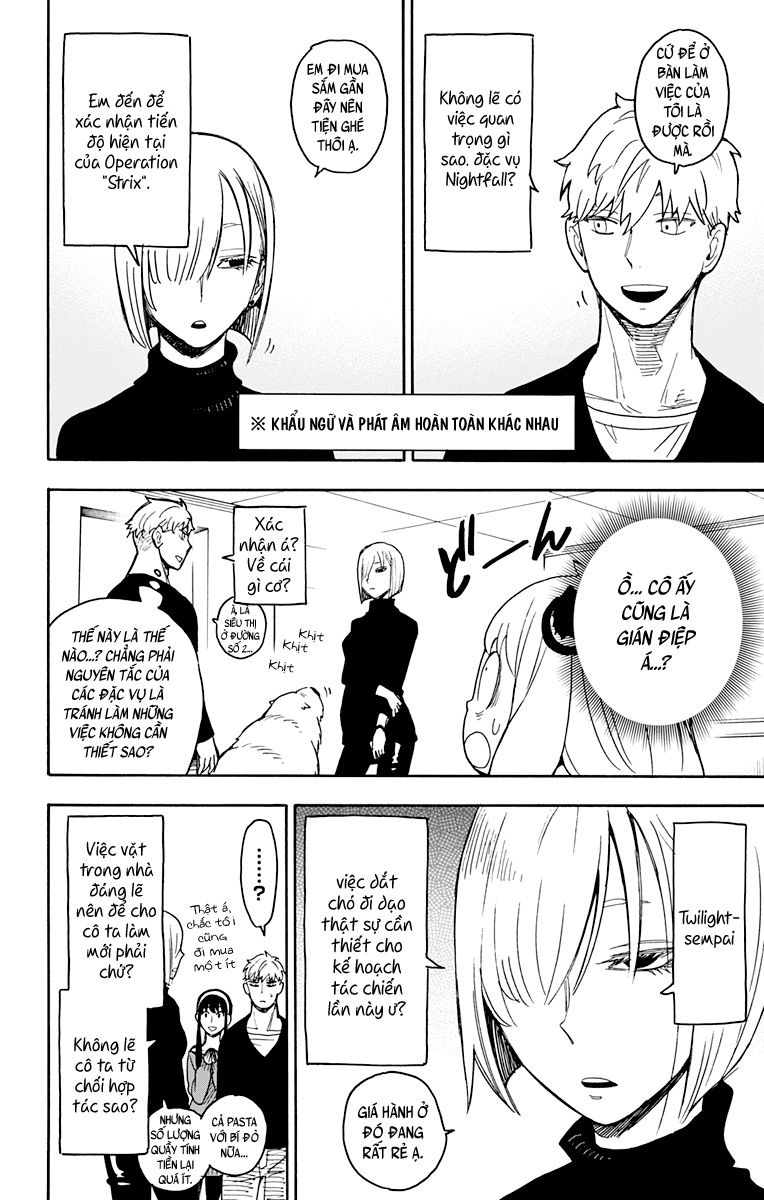 CỨ ĐỂ Ở
BÀN LÀM
VIỆC CỦA
TÔI LÀ
ĐƯỢC RỒI
MÀ.
Không lẽ có
việc quan
trọng gì
sao, đặc vụ
Nightfall?
EM ĐI MUA
SẮM GẦN
ĐÂY NÊN
TIỆN GHÉ
THÔI Ạ.
Em đến để
xác nhận tiến
độ hiện tại
của Operation
"Strix".
※ KHẨU NGỮ VÀ PHÁT ÂM HOÀN TOÀN KHÁC NHAU
Ồ... CÔ ẤY
CŨNG LÀ
GIÁN ĐIỆP
Á...?
どーん
Xác
nhận á?
Về cái
gì cơ?
À, LÀ
SIÊU THỊ
Ở ĐƯỜNG
SỐ 2...
Khịt
Khịt
Khịt
THẾ NÀY LÀ THẾ
NÀO...? CHẲNG PHẢI
NGUYÊN TẮC CỦA
CÁC ĐẶC VỤ LÀ
TRÁNH LÀM NHỮNG
VIỆC KHÔNG CẦN
THIẾT SAO?
Twilight-
sempai
việc dắt
chó đi dạo
thật sự cần
thiết cho
kế hoạch
tác chiến
lần này ư?
GIÁ HÀNH Ở
ĐÓ ĐANG
RẤT RẺ Ạ.
......
?
Thật á,
chắc tôi
cũng
đi mua
một ít
Việc vặt
trong nhà
đáng lẽ
nên để cho
cô ta làm
mới phải
chứ?
Không lẽ
cô ta từ
chối hợp
tác sao?
CẢ PASTA
VỚI BÍ ĐỎ
NỮA...
NHƯNG
SỐ LƯỢNG
QUẦY TÍNH
TIỀN LẠI
QUÁ ÍT.